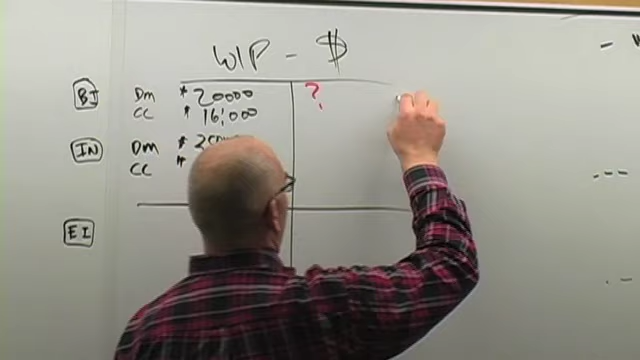 WIP - $
BI DM * 20000 ?
CC * 16,000
IN DM *
CC *
EI